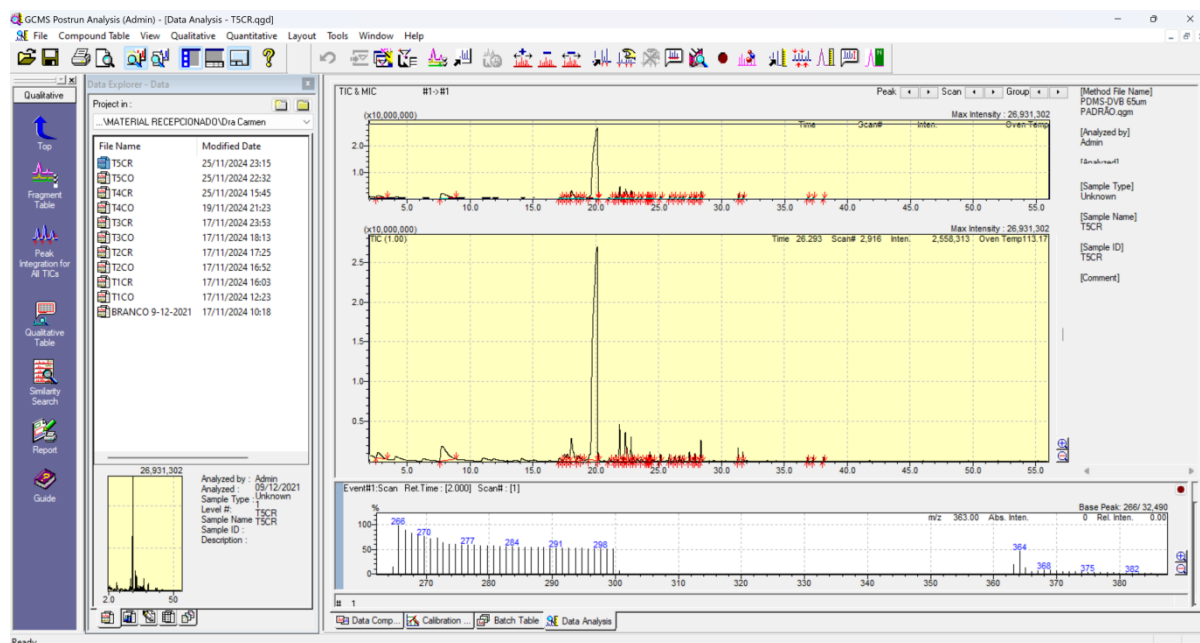 GCMS Postrun Analysis (Admin) - [Data Analysis - T5CR.qgd]
File Compound Table View Qualitative Quantitative Layout Tools Window Help
Qualitative
Top
Fragment
Table
Peak
Integration for
All TICs
Qualitative
Table
Similarity
Search
Report
Guide
Data Explorer - Data
Project in :
...\MATERIAL RECEPCIONADO\Dra Carmen
File Name Modified Date
T5CR 25/11/2024 23:15
T5CO 25/11/2024 22:32
T4CR 25/11/2024 15:45
T4CO 19/11/2024 21:23
T3CR 17/11/2024 23:53
T3CO 17/11/2024 18:13
T2CR 17/11/2024 17:25
T2CO 17/11/2024 16:52
T1CR 17/11/2024 16:03
T1CO 17/11/2024 12:23
BRANCO 9-12-2021 17/11/2024 10:18
26,931,302
2.0 50
Analyzed by : Admin
Analyzed : 09/12/2021
Sample Type : Unknown
Level #: 1
Sample Name T5CR
Sample ID : T5CR
Description :
TIC & MIC #1->#1 Peak Scan Group
(x10,000,000) Max Intensity : 26,931,302
Time Scan# Inten. Oven Temp
2.0
1.0
5.0 10.0 15.0 20.0 25.0 30.0 35.0 40.0 45.0 50.0 55.0
(x10,000,000) Max Intensity : 26,931,302
TIC (1.00) Time 26.293 Scan# 2,916 Inten. 2,558,313 Oven Temp113.17
2.5
2.0
1.5
1.0
0.5
5.0 10.0 15.0 20.0 25.0 30.0 35.0 40.0 45.0 50.0 55.0
Event#1:Scan Ret.Time : [2.000] Scan# : [1]
% Base Peak: 266/ 32,490
m/z 363.00 Abs. Inten. 0 Rel. Inten. 0.00
100
50
0
266 270 277 284 291 298 364 368 375 382
270 280 290 300 310 320 330 340 350 360 370 380
# 1
Data Comp... Calibration ... Batch Table Data Analysis
[Method File Name]
PDMS-DVB 65um
PADRÃO.qgm
[Analyzed by]
Admin
[Analyzed]
[Sample Type]
Unknown
[Sample Name]
T5CR
[Sample ID]
T5CR
[Comment]
Ready